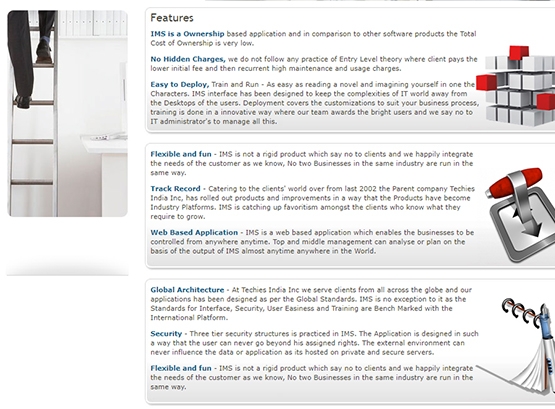 Features
IMS is a Ownership based application and in comparison to other software products the Total
Cost of Ownership is very low.
No Hidden Charges, we do not follow any practice of Entry Level theory where client pays the
lower initial fee and then recurrent high maintenance and usage charges.
Easy to Deploy, Train and Run - As easy as reading a novel and imagining yourself in one the
Characters. IMS interface has been designed to keep the complexities of IT world away from
the Desktops of the users. Deployment covers the customizations to suit your business process,
training is done in a innovative way where our team awards the bright users and we say no to
IT administrator's to manage all this.
Flexible and fun - IMS is not a rigid product which say no to clients and we happily integrate
the needs of the customer as we know, No two Businesses in the same industry are run in the
same way.
Track Record - Catering to the clients' world over from last 2002 the Parent company Techies
India Inc, has rolled out products and improvements in a way that the Products have become
Industry Platforms. IMS is catching up favoritism amongst the clients who know what they
require to grow.
Web Based Application - IMS is a web based application which enables the businesses to be
controlled from anywhere anytime. Top and middle management can analyse or plan on the
basis of the output of IMS almost anytime anywhere in the World.
Global Architecture - At Techies India Inc we serve clients from all across the globe and our
applications has been designed as per the Global Standards. IMS is no exception to it as the
Standards for Interface, Security, User Easiness and Training are Bench Marked with the
International Platform.
Security - Three tier security structures is practiced in IMS. The Application is designed in such
a way that the user can never go beyond his assigned rights. The external environment can
never influence the data or application as its hosted on private and secure servers.
Flexible and fun - IMS is not a rigid product which say no to clients and we happily integrate
the needs of the customer as we know, No two Businesses in the same industry are run in the
same way.